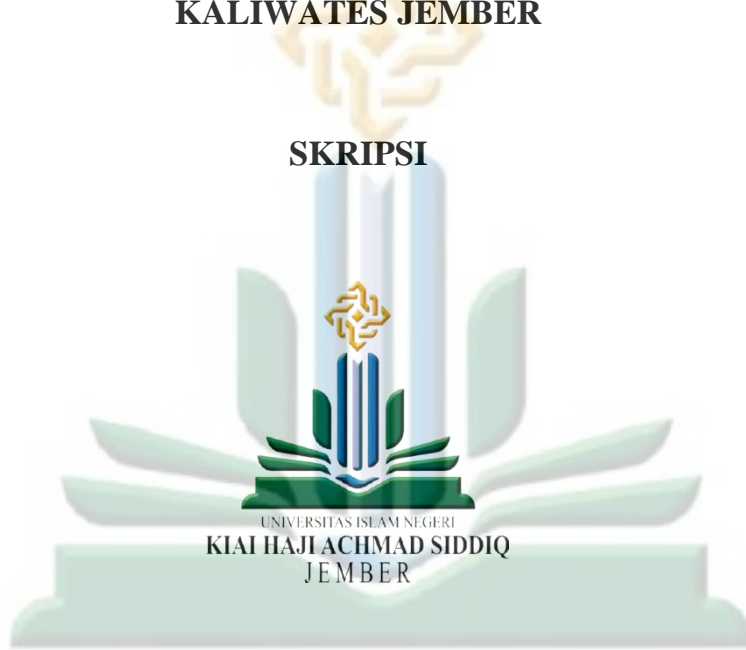 KALIWATES JEMBER
SKRIPSI
UNIVERSITAS ISLAM NEGERI
KIAI HAJI ACHMAD SIDDIQ
JEMBER